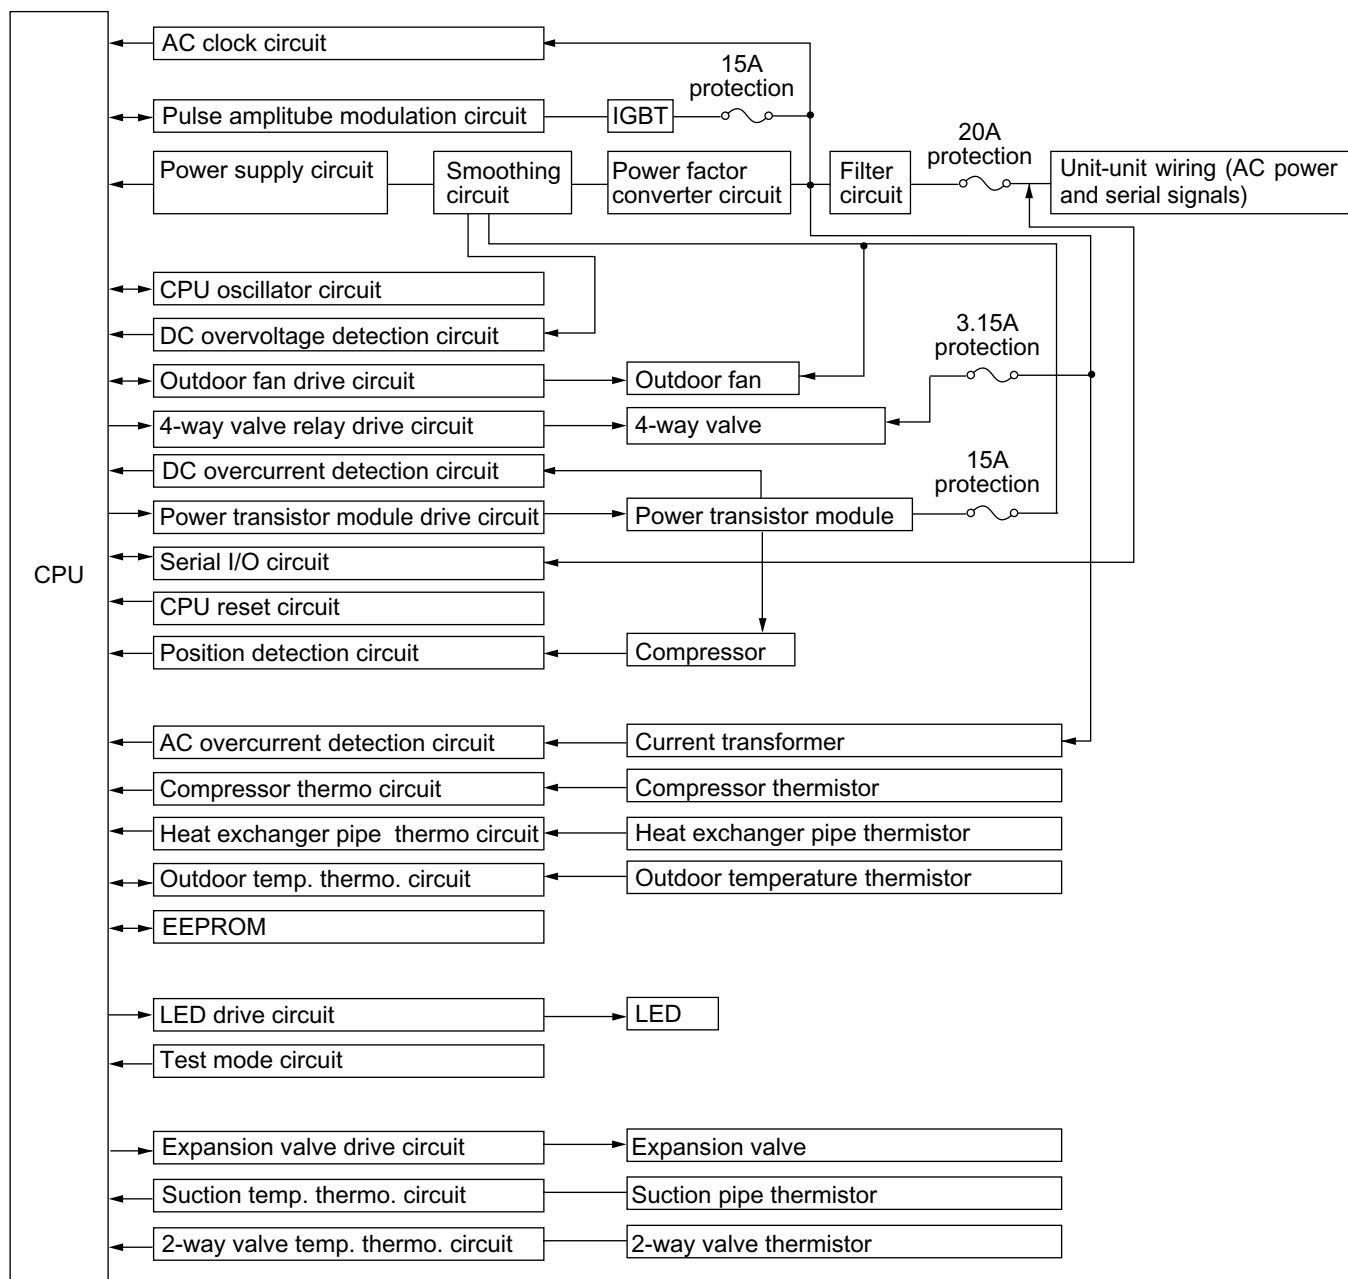 AC clock circuit
15A
protection
Pulse amplitube modulation circuit
IGBT
20A
protection
Power supply circuit
Smoothing
circuit
Power factor
converter circuit
Filter
circuit
Unit-unit wiring (AC power
and serial signals)
CPU oscillator circuit
DC overvoltage detection circuit
3.15A
protection
Outdoor fan drive circuit
Outdoor fan
4-way valve relay drive circuit
4-way valve
DC overcurrent detection circuit
15A
protection
Power transistor module drive circuit
Power transistor module
Serial I/O circuit
CPU
CPU reset circuit
Position detection circuit
Compressor
AC overcurrent detection circuit
Current transformer
Compressor thermo circuit
Compressor thermistor
Heat exchanger pipe thermo circuit
Heat exchanger pipe thermistor
Outdoor temp. thermo. circuit
Outdoor temperature thermistor
EEPROM
LED drive circuit
LED
Test mode circuit
Expansion valve drive circuit
Expansion valve
Suction temp. thermo. circuit
Suction pipe thermistor
2-way valve temp. thermo. circuit
2-way valve thermistor